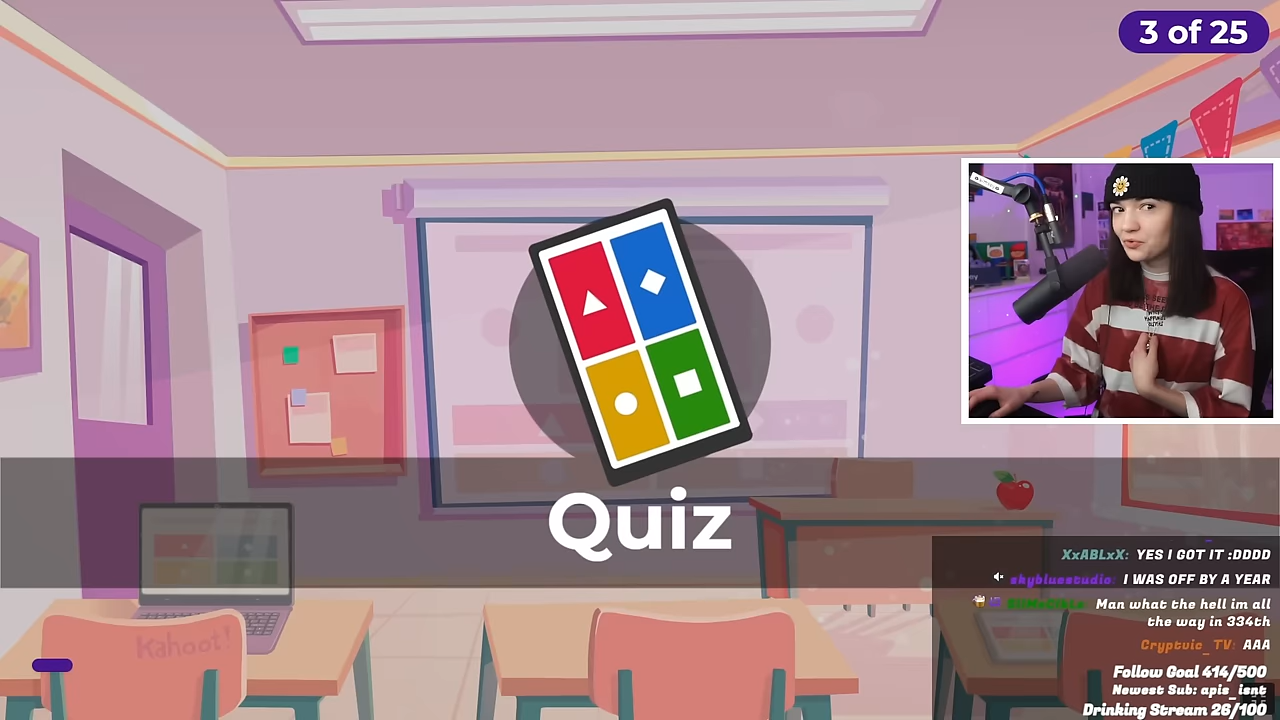 3 of 25
Quiz
Kahoot!
XxABLxX: YES I GOT IT :DDDD
skybluestudio: I WAS OFF BY A YEAR
Man what the hell im all
the way in 334th
Cryptvic_TV: AAA
Follow Goal 414/500
Newest Sub: apis_isnt
Drinking Stream 26/100